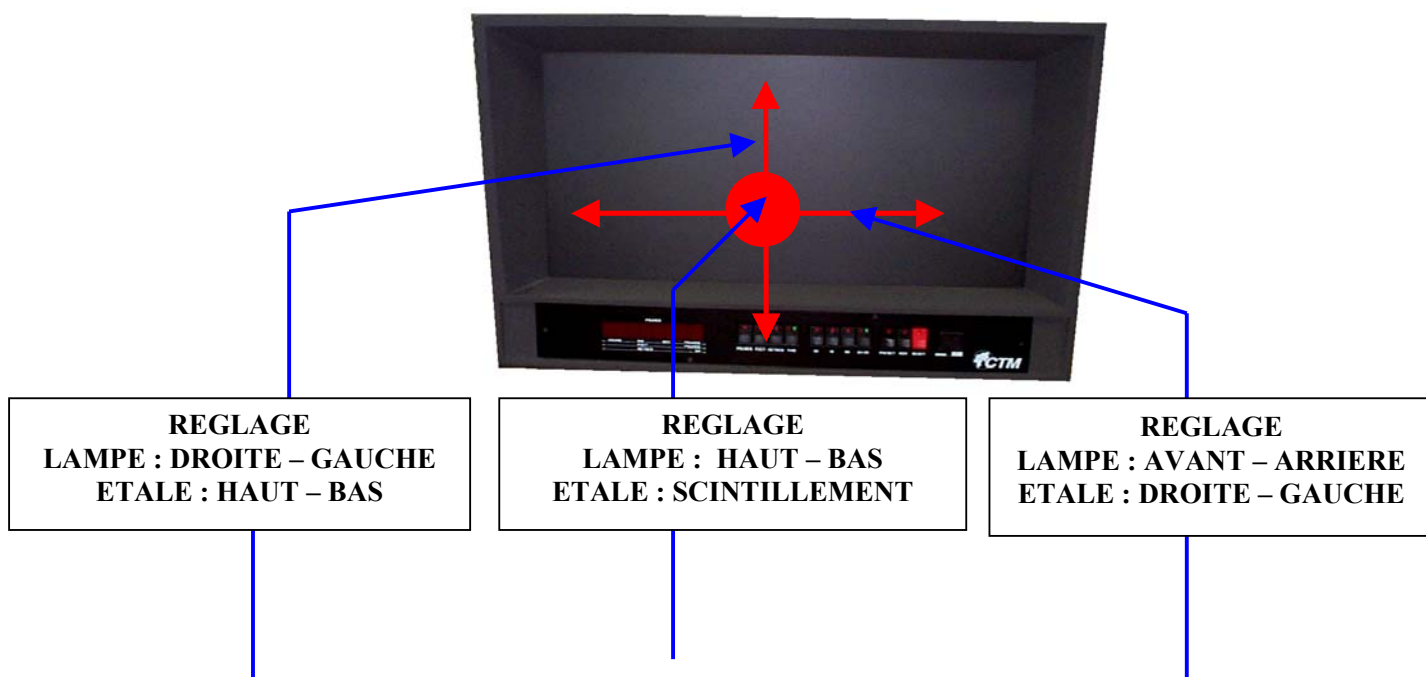 CTM
REGLAGE
LAMPE : DROITE – GAUCHE
ETALE : HAUT – BAS
REGLAGE
LAMPE : HAUT – BAS
ETALE : SCINTILLEMENT
REGLAGE
LAMPE : AVANT – ARRIERE
ETALE : DROITE – GAUCHE